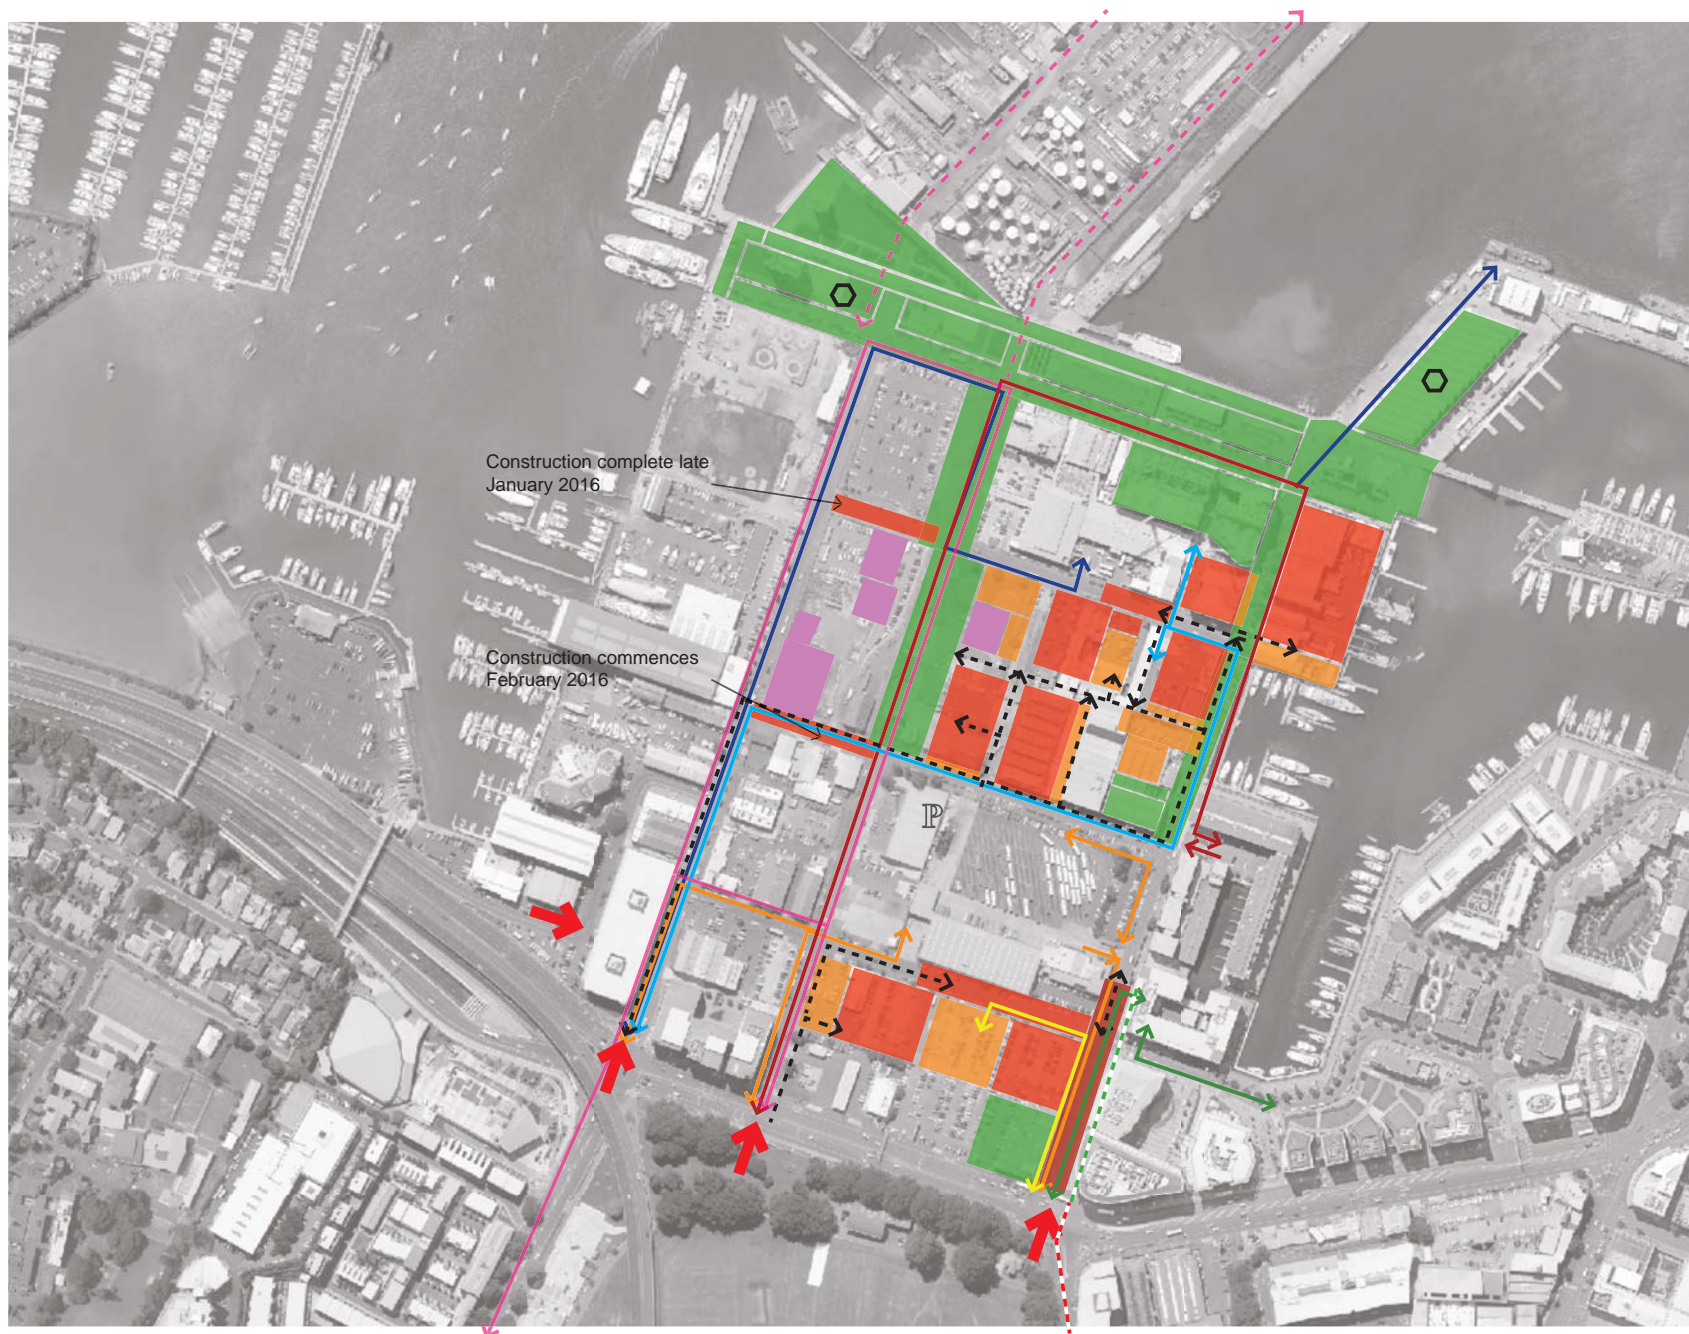 Construction complete late
January 2016
Construction commences
February 2016
P